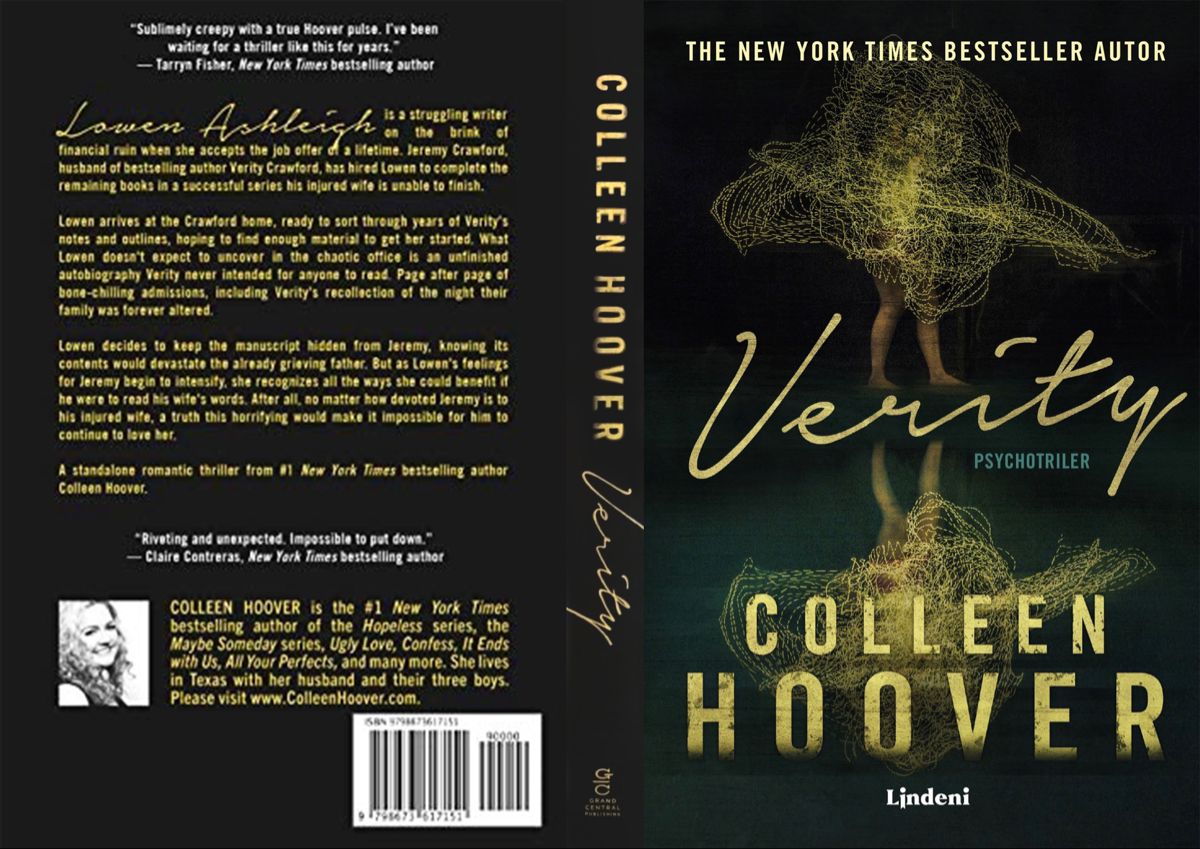 “Sublimely creepy with a true Hoover pulse. I've been
waiting for a thriller like this for years.”
— Tarryn Fisher, New York Times bestselling author
Lowen Ashleigh is a struggling writer
on the brink of
financial ruin when she accepts the job offer of a lifetime. Jeremy Crawford,
husband of bestselling author Verity Crawford, has hired Lowen to complete the
remaining books in a successful series his injured wife is unable to finish.
Lowen arrives at the Crawford home, ready to sort through years of Verity's
notes and outlines, hoping to find enough material to get her started. What
Lowen doesn't expect to uncover in the chaotic office is an unfinished
autobiography Verity never intended for anyone to read. Page after page of
bone-chilling admissions, including Verity's recollection of the night their
family was forever altered.
Lowen decides to keep the manuscript hidden from Jeremy, knowing its
contents would devastate the already grieving father. But as Lowen's feelings
for Jeremy begin to intensify, she recognizes all the ways she could benefit if
he were to read his wife's words. After all, no matter how devoted Jeremy is to
his injured wife, a truth this horrifying would make it impossible for him to
continue to love her.
A standalone romantic thriller from #1 New York Times bestselling author
Colleen Hoover.
“Riveting and unexpected. Impossible to put down.”
— Claire Contreras, New York Times bestselling author
COLLEEN HOOVER is the #1 New York Times
bestselling author of the Hopeless series, the
Maybe Someday series, Ugly Love, Confess, It Ends
with Us, All Your Perfects, and many more. She lives
in Texas with her husband and their three boys.
Please visit www.ColleenHoover.com.
ISBN 9798673617151
90000
9 798673 617151
COLLEEN HOOVER Verity
GRAND
CENTRAL
PUBLISHING
THE NEW YORK TIMES BESTSELLER AUTOR
Verity
PSYCHOTRILER
COLLEEN
HOOVER
Lindeni